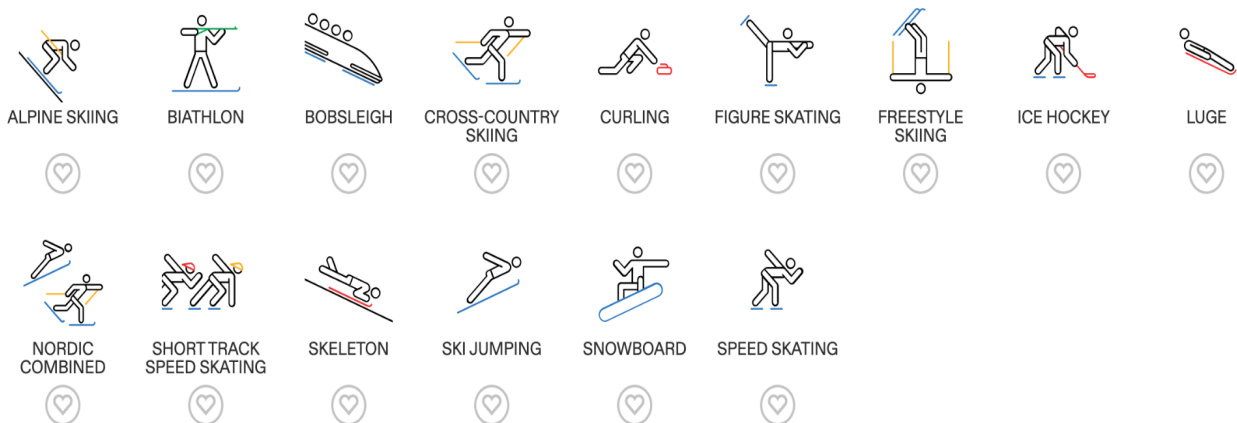 ALPINE SKIING
BIATHLON
BOBSLEIGH
CROSS-COUNTRY
SKIING
CURLING
FIGURE SKATING
FREESTYLE
SKIING
ICE HOCKEY
LUGE
NORDIC
COMBINED
SHORT TRACK
SPEED SKATING
SKELETON
SKI JUMPING
SNOWBOARD
SPEED SKATING